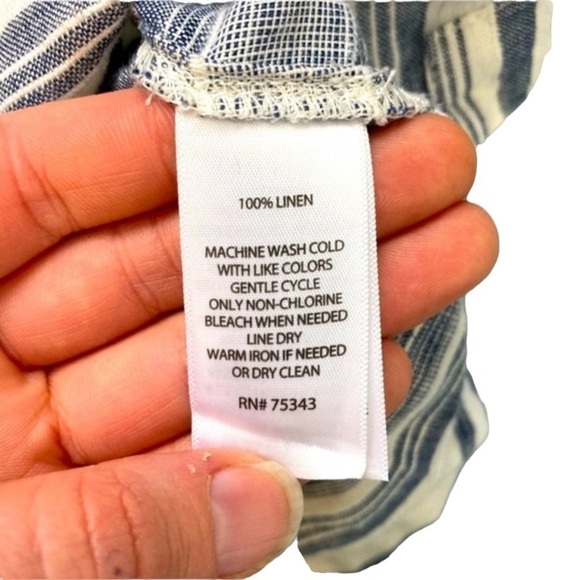 100% LINEN
MACHINE WASH COLD
WITH LIKE COLORS
GENTLE CYCLE
ONLY NON-CHLORINE
BLEACH WHEN NEEDED
LINE DRY
WARM IRON IF NEEDED
OR DRY CLEAN
RN# 75343